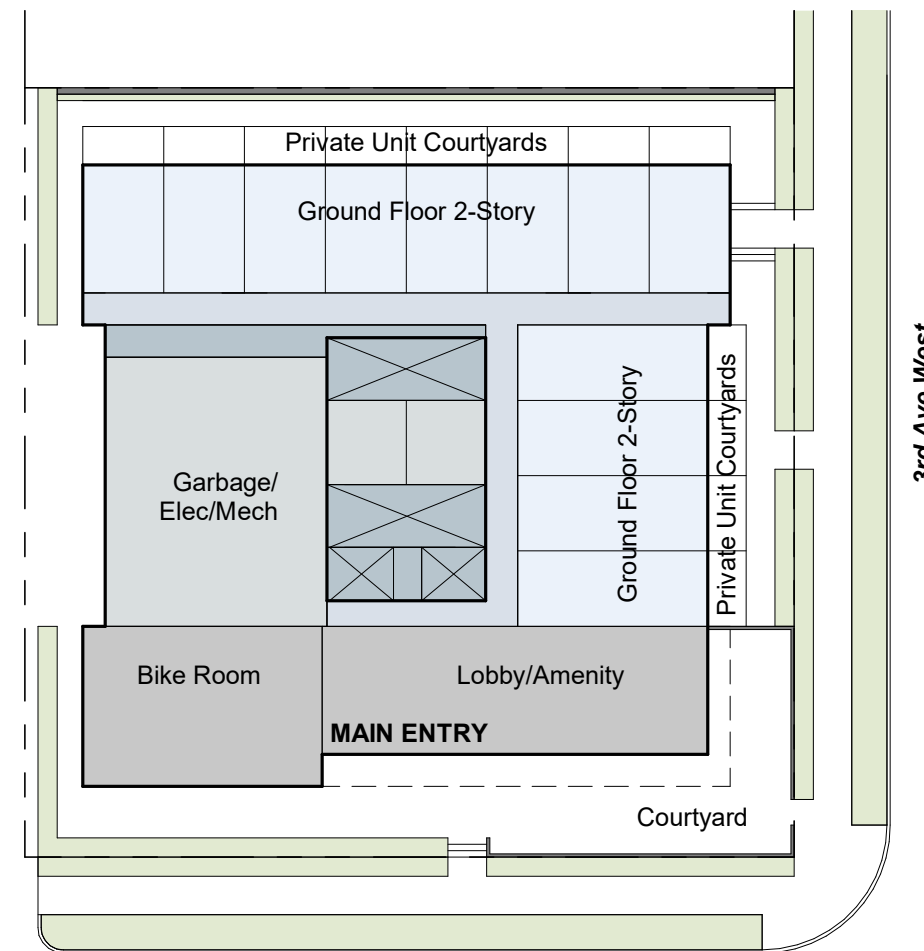 Private Unit Courtyards
Ground Floor 2-Story
3rd Ave West
Ground Floor 2-Story
Private Unit Courtyards
Garbage/
Elec/Mech
Bike Room
Lobby/Amenity
MAIN ENTRY
Courtyard